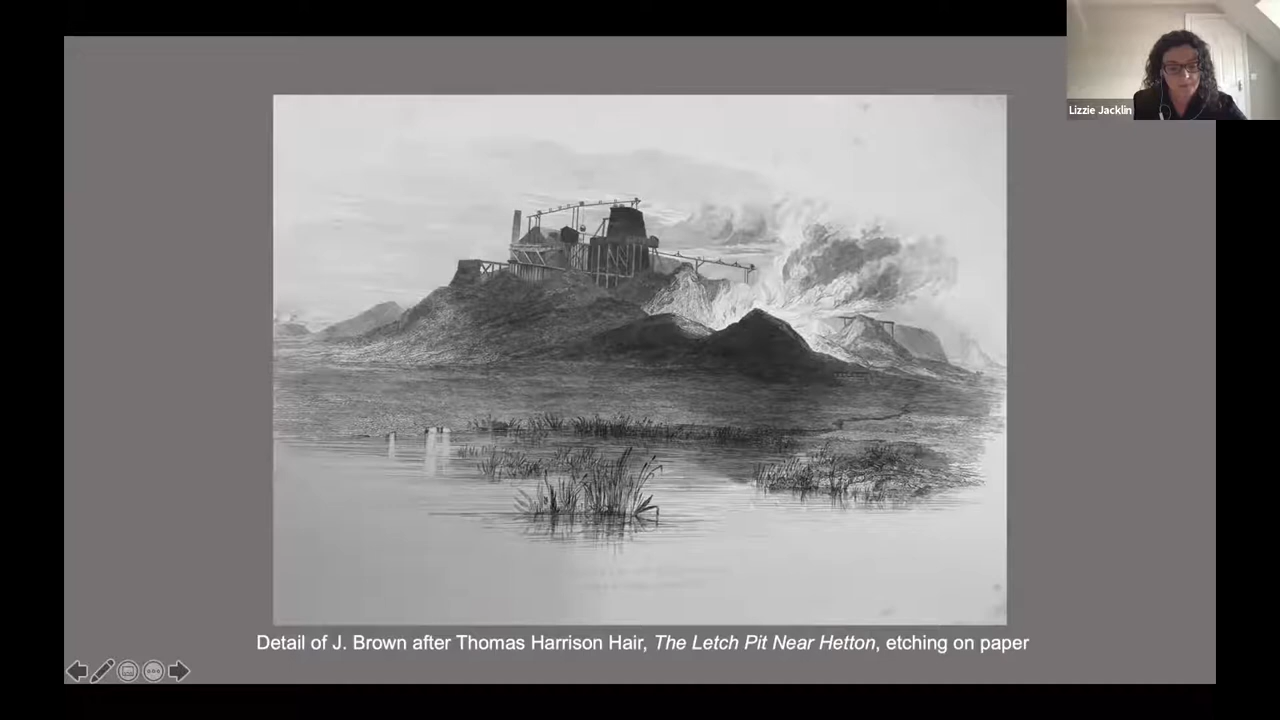 Lizzie Jacklin
Detail of J. Brown after Thomas Harrison Hair, The Letch Pit Near Hetton, etching on paper